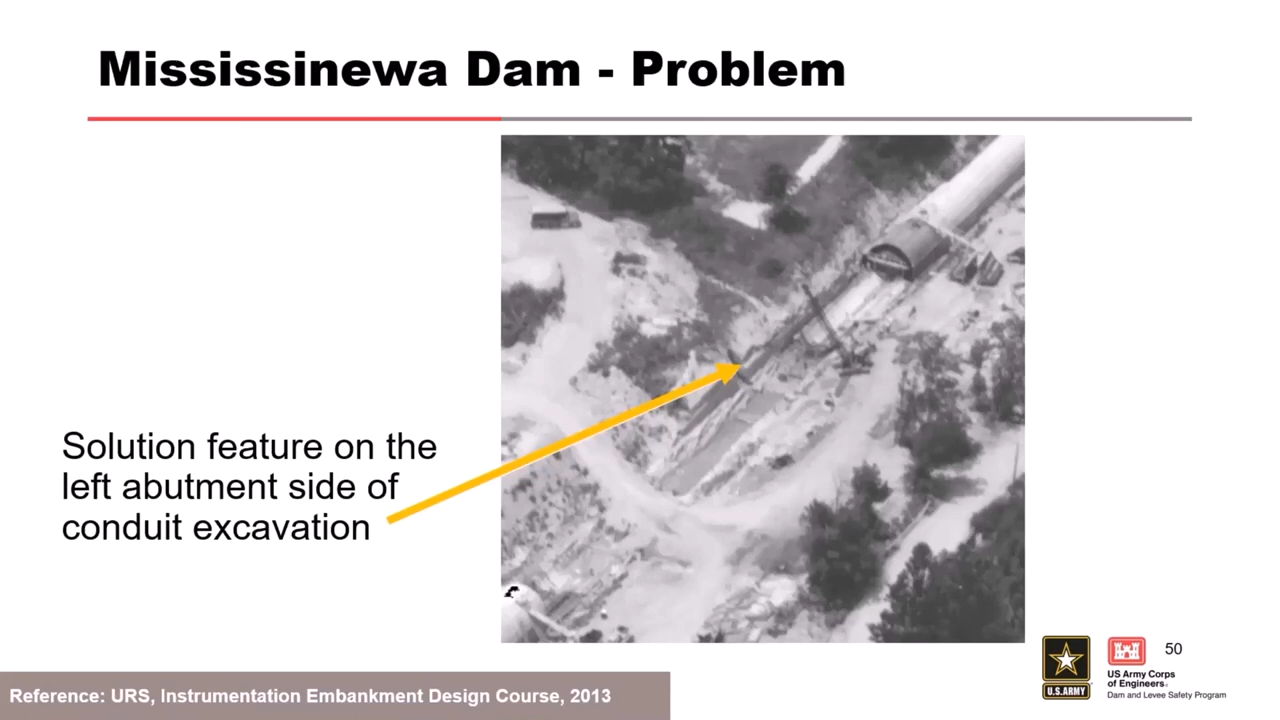 Mississinewa Dam - Problem
Solution feature on the
left abutment side of
conduit excavation
50
U.S.ARMY
US Army Corps
of Engineers®
Dam and Levee Safety Program
Reference: URS, Instrumentation Embankment Design Course, 2013